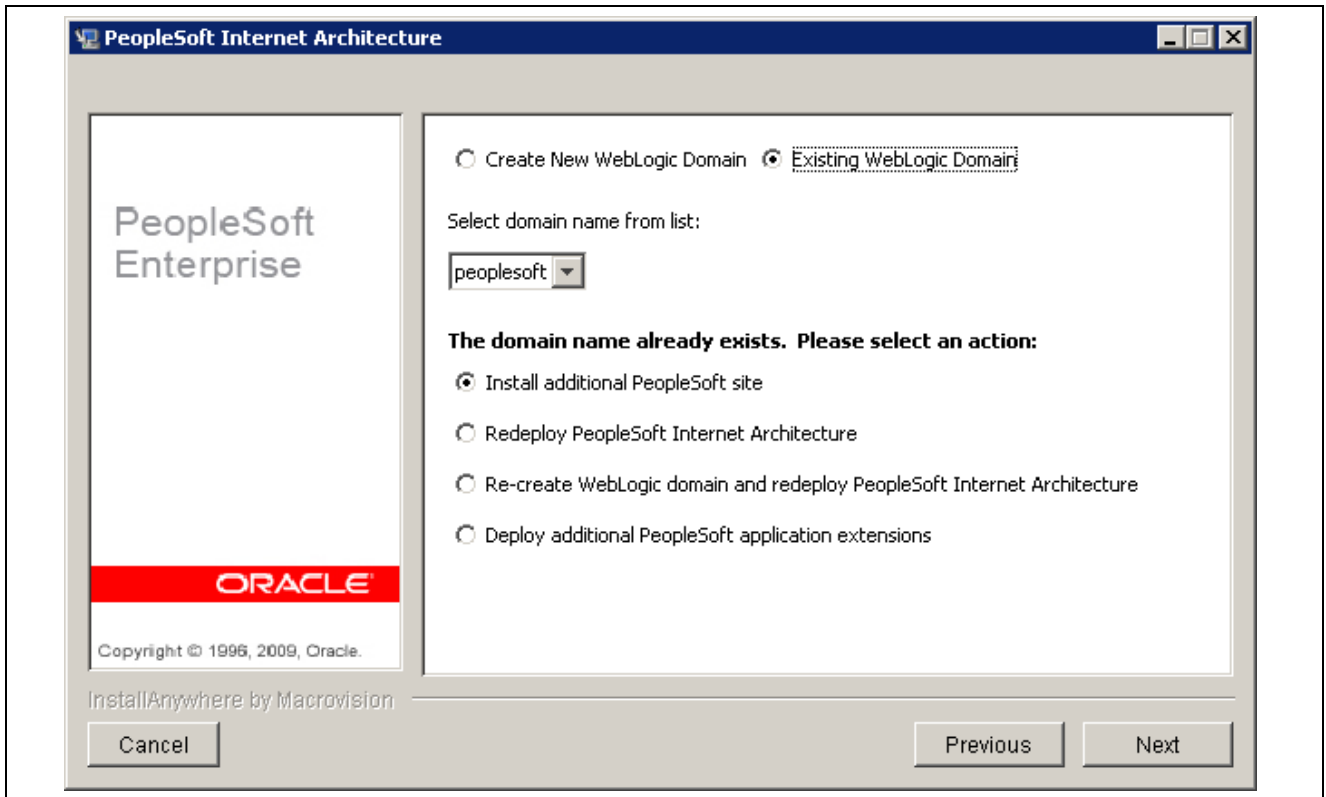 PeopleSoft Internet Architecture
PeopleSoft
Enterprise
ORACLE
Copyright © 1996, 2009, Oracle.
Create New WebLogic Domain Existing WebLogic Domain
Select domain name from list:
peoplesoft
The domain name already exists. Please select an action:
Install additional PeopleSoft site
Redeploy PeopleSoft Internet Architecture
Re-create WebLogic domain and redeploy PeopleSoft Internet Architecture
Deploy additional PeopleSoft application extensions
InstallAnywhere by Macrovision
Cancel Previous Next